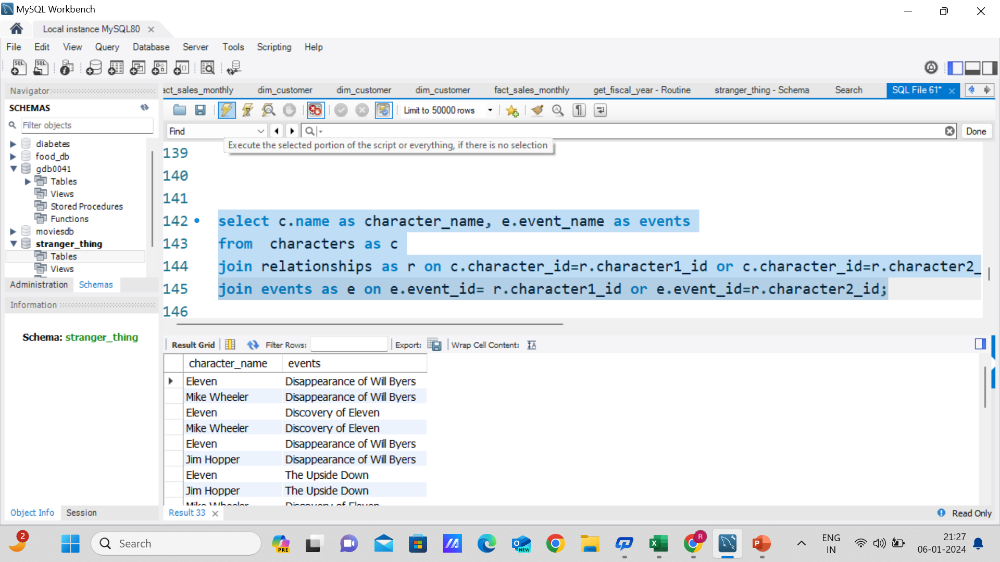 MySQL Workbench
Local instance MySQL80
File Edit View Query Database Server Tools Scripting Help
Navigator
SCHEMAS
Filter objects
diabetes
food_db
gdb0041
Tables
Views
Stored Procedures
Functions
moviesdb
stranger_thing
Tables
Views
Administration Schemas
Information
Schema: stranger_thing
Object Info Session
act_sales_monthly dim_customer dim_customer dim_customer fact_sales_monthly get_fiscal_year - Routine stranger_thing - Schema Search SQL File 61*
Limit to 50000 rows
Find Done
Execute the selected portion of the script or everything, if there is no selection
139
140
141
142 select c.name as character_name, e.event_name as events
143 from characters as c
144 join relationships as r on c.character_id=r.character1_id or c.character_id=r.character2_
145 join events as e on e.event_id= r.character1_id or e.event_id=r.character2_id;
146
Result Grid Filter Rows: Export: Wrap Cell Content:
character_name events
Eleven Disappearance of Will Byers
Mike Wheeler Disappearance of Will Byers
Eleven Discovery of Eleven
Mike Wheeler Discovery of Eleven
Eleven Disappearance of Will Byers
Jim Hopper Disappearance of Will Byers
Eleven The Upside Down
Jim Hopper The Upside Down
Mike Wheeler Discovery of Eleven
Result 33 Read Only
2
Search
PRE
NEW
R
ENG
IN
21:27
06-01-2024